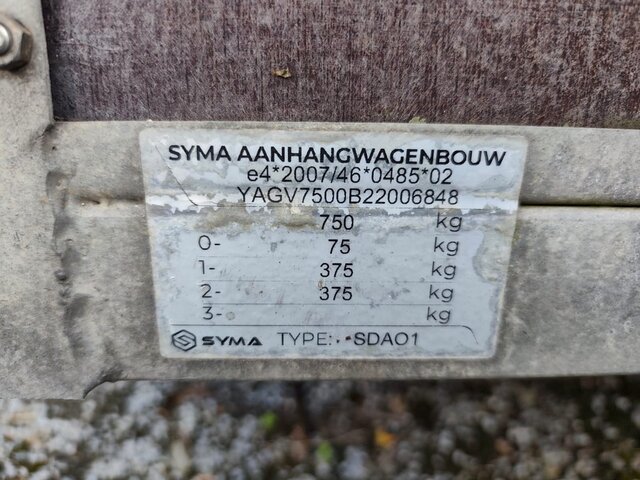 SYMA AANHANGWAGENBOUW
e4*2007/46*0485*02
YAGV7500B22006848
750 kg
0- 75 kg
1- 375 kg
2- 375 kg
3- kg
SYMA TYPE: SDAO1